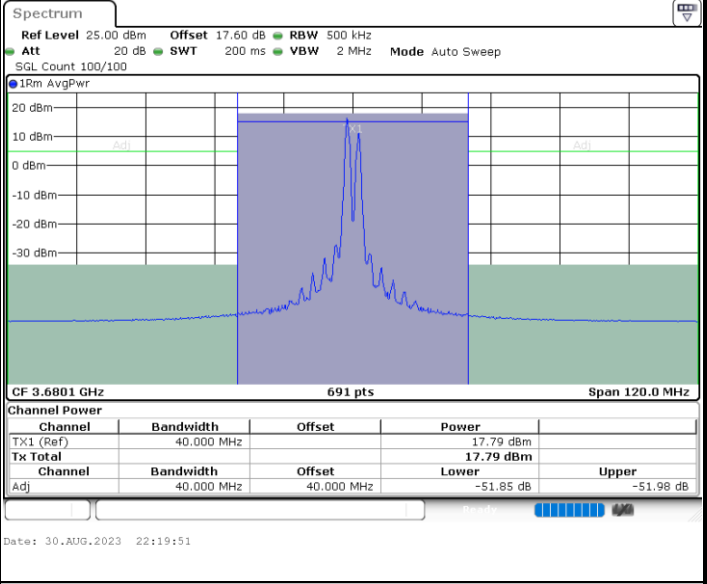 Spectrum
Ref Level 25.00 dBm Offset 17.60 dB RBW 500 kHz
Att 20 dB SWT 200 ms VBW 2 MHz Mode Auto Sweep
SGL Count 100/100
1Rm AvgPwr
20 dBm
X1
10 dBm
Adj Adj
0 dBm
-10 dBm
-20 dBm
-30 dBm
CF 3.6801 GHz 691 pts Span 120.0 MHz
Channel Power
Channel Bandwidth Offset Power
TX1 (Ref) 40.000 MHz 17.79 dBm
Tx Total 17.79 dBm
Channel Bandwidth Offset Lower Upper
Adj 40.000 MHz 40.000 MHz -51.85 dB -51.98 dB
Ready
Date: 30.AUG.2023 22:19:51